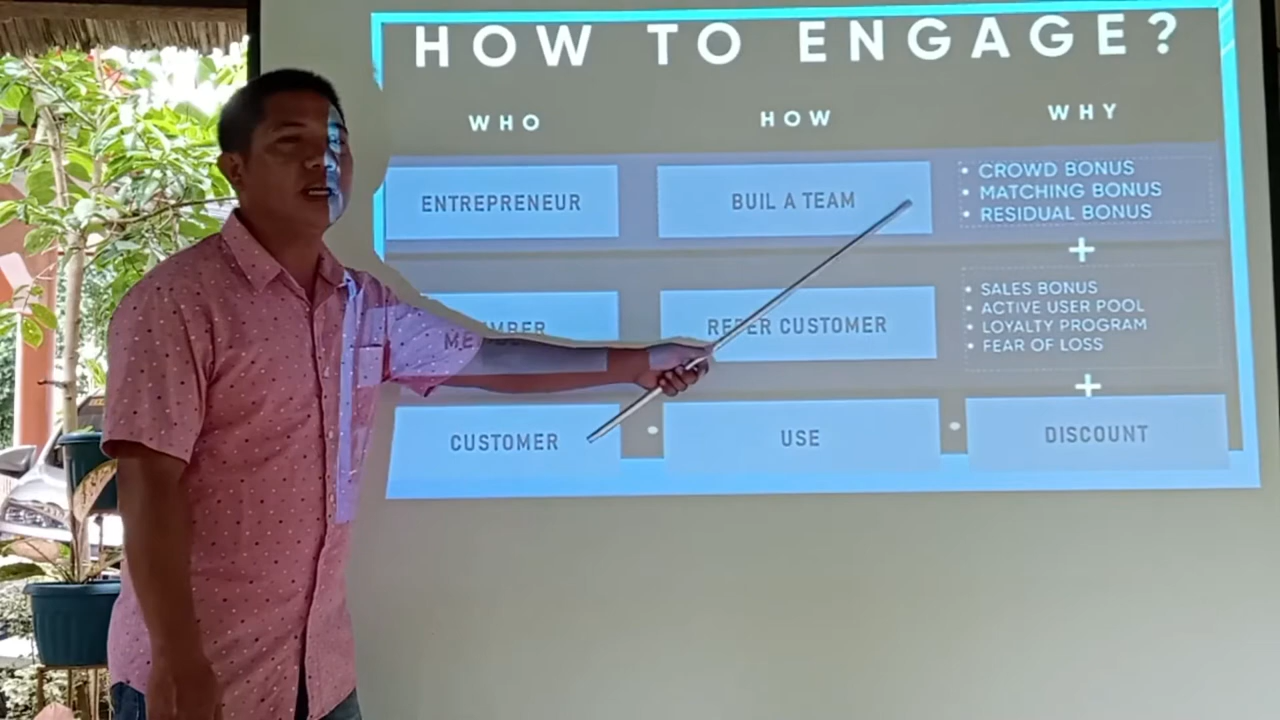 HOW TO ENGAGE?
WHO HOW WHY
ENTREPRENEUR
BUIL A TEAM
• CROWD BONUS
• MATCHING BONUS
• RESIDUAL BONUS
+
MEMBER
REFER CUSTOMER
• SALES BONUS
• ACTIVE USER POOL
• LOYALTY PROGRAM
• FEAR OF LOSS
+
CUSTOMER
USE
DISCOUNT